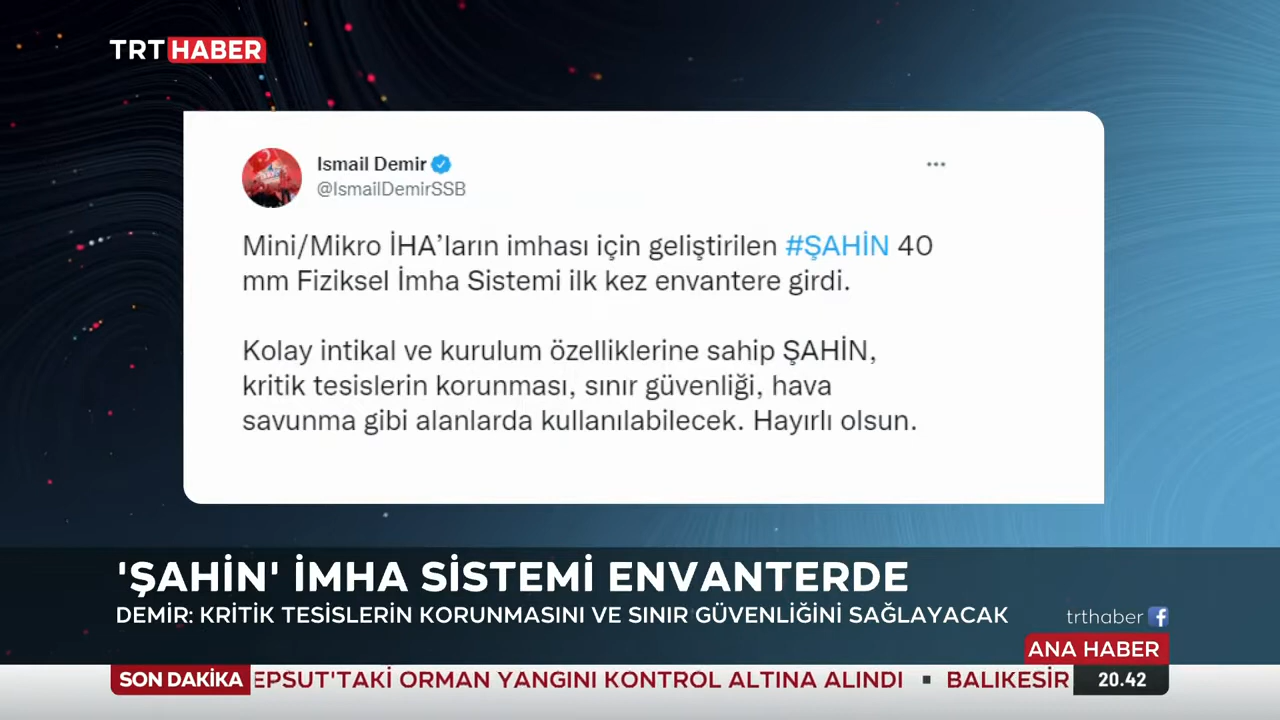 TRT HABER
Ismail Demir
@IsmailDemirSSB
Mini/Mikro İHA’ların imhası için geliştirilen #ŞAHİN 40
mm Fiziksel İmha Sistemi ilk kez envantere girdi.
Kolay intikal ve kurulum özelliklerine sahip ŞAHİN,
kritik tesislerin korunması, sınır güvenliği, hava
savunma gibi alanlarda kullanılabilecek. Hayırlı olsun.
'ŞAHİN' İMHA SİSTEMİ ENVANTERDE
DEMİR: KRİTİK TESİSLERİN KORUNMASINI VE SINIR GÜVENLİĞİNİ SAĞLAYACAK
trthaber
ANA HABER
SON DAKİKA EPSUT'TAKİ ORMAN YANGINI KONTROL ALTINA ALINDI ▪ BALIKESİR 20.42